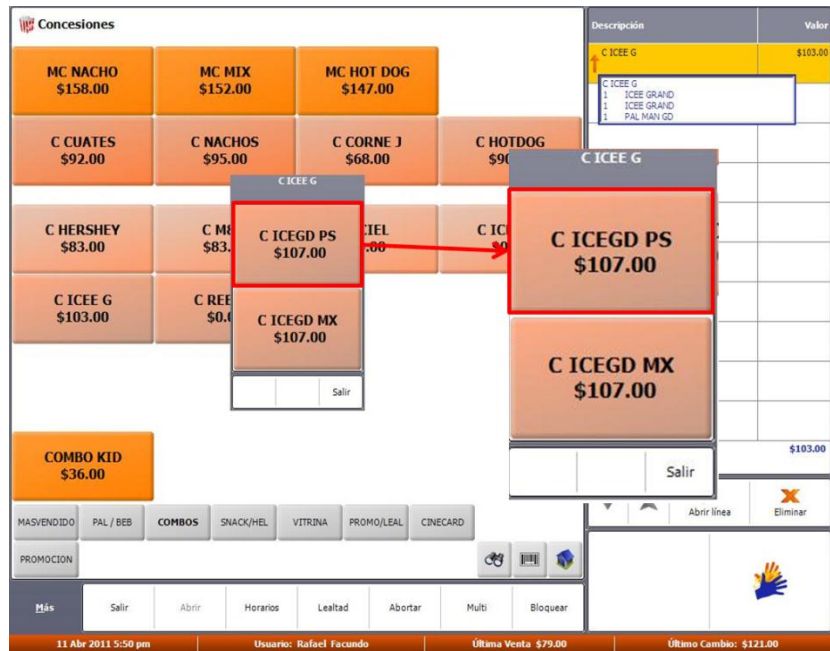 Concesiones
MC NACHO
$158.00
MC MIX
$152.00
MC HOT DOG
$147.00
C CUATES
$92.00
C NACHOS
$95.00
C CORNE J
$68.00
C HOTDOG
C HERSHEY
$83.00
C ICEE G
$103.00
COMBO KID
$36.00
C ICEE G
C ICEGD PS
$107.00
C ICEGD MX
$107.00
Salir
C ICEE G
C ICEGD PS
$107.00
C ICEGD MX
$107.00
Salir
Descripción Valor
C ICEE G $103.00
C ICEE G
1 ICEE GRAND
1 ICEE GRAND
1 PAL MAN GD
$103.00
Abrir línea Eliminar
MASVENDIDO PAL / BEB COMBOS SNACK/HEL VITRINA PROMO/LEAL CINECARD
PROMOCION
Más Salir Abrir Horarios Lealtad Abortar Multi Bloquear
11 Abr 2011 5:50 pm Usuario: Rafael Facundo Última Venta $79.00 Último Cambio: $121.00